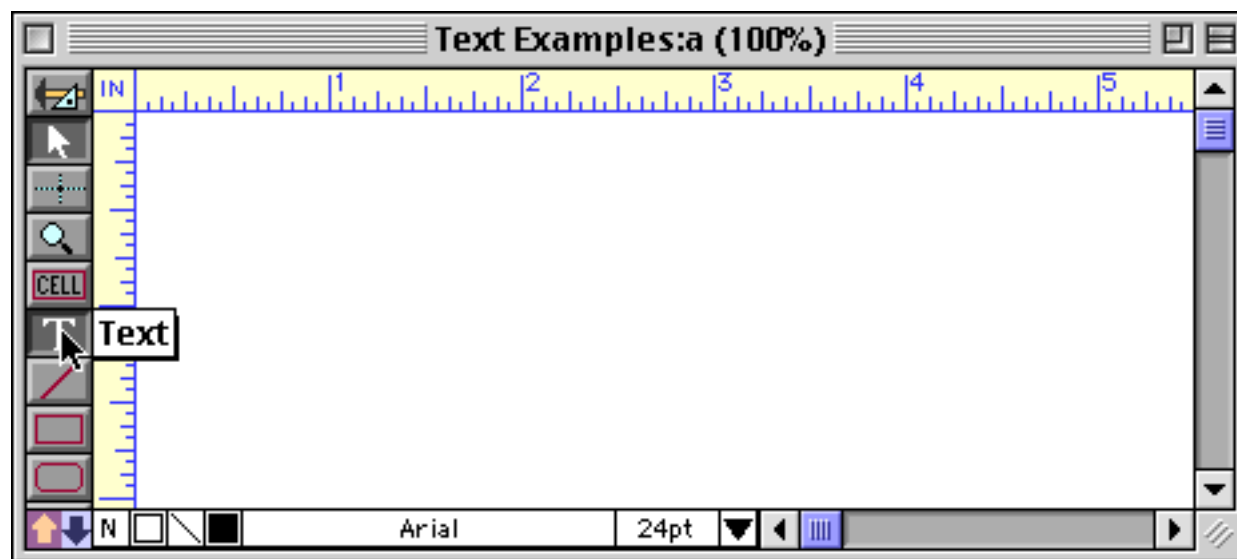 Text Examples:a (100%)
IN 1 2 3 4 5
CELL
T Text
N Arial 24pt